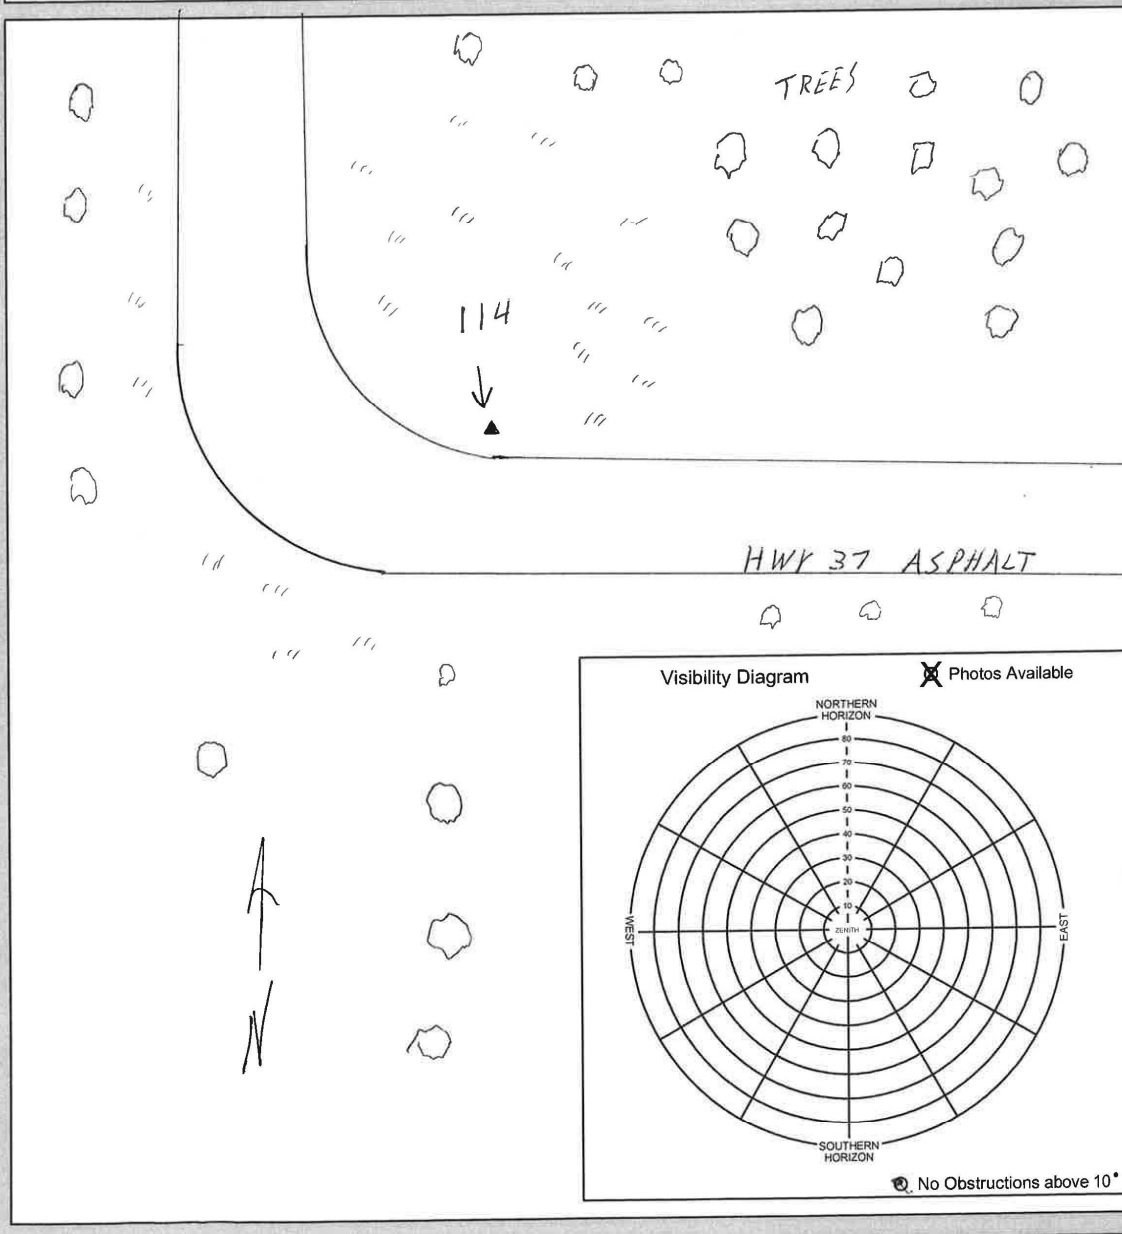 TREES
114
HWY 37 ASPHALT
Visibility Diagram
Photos Available
NORTHERN
HORIZON
80
70
60
50
40
30
20
10
ZENITH
WEST
EAST
SOUTHERN
HORIZON
No Obstructions above 10°
N